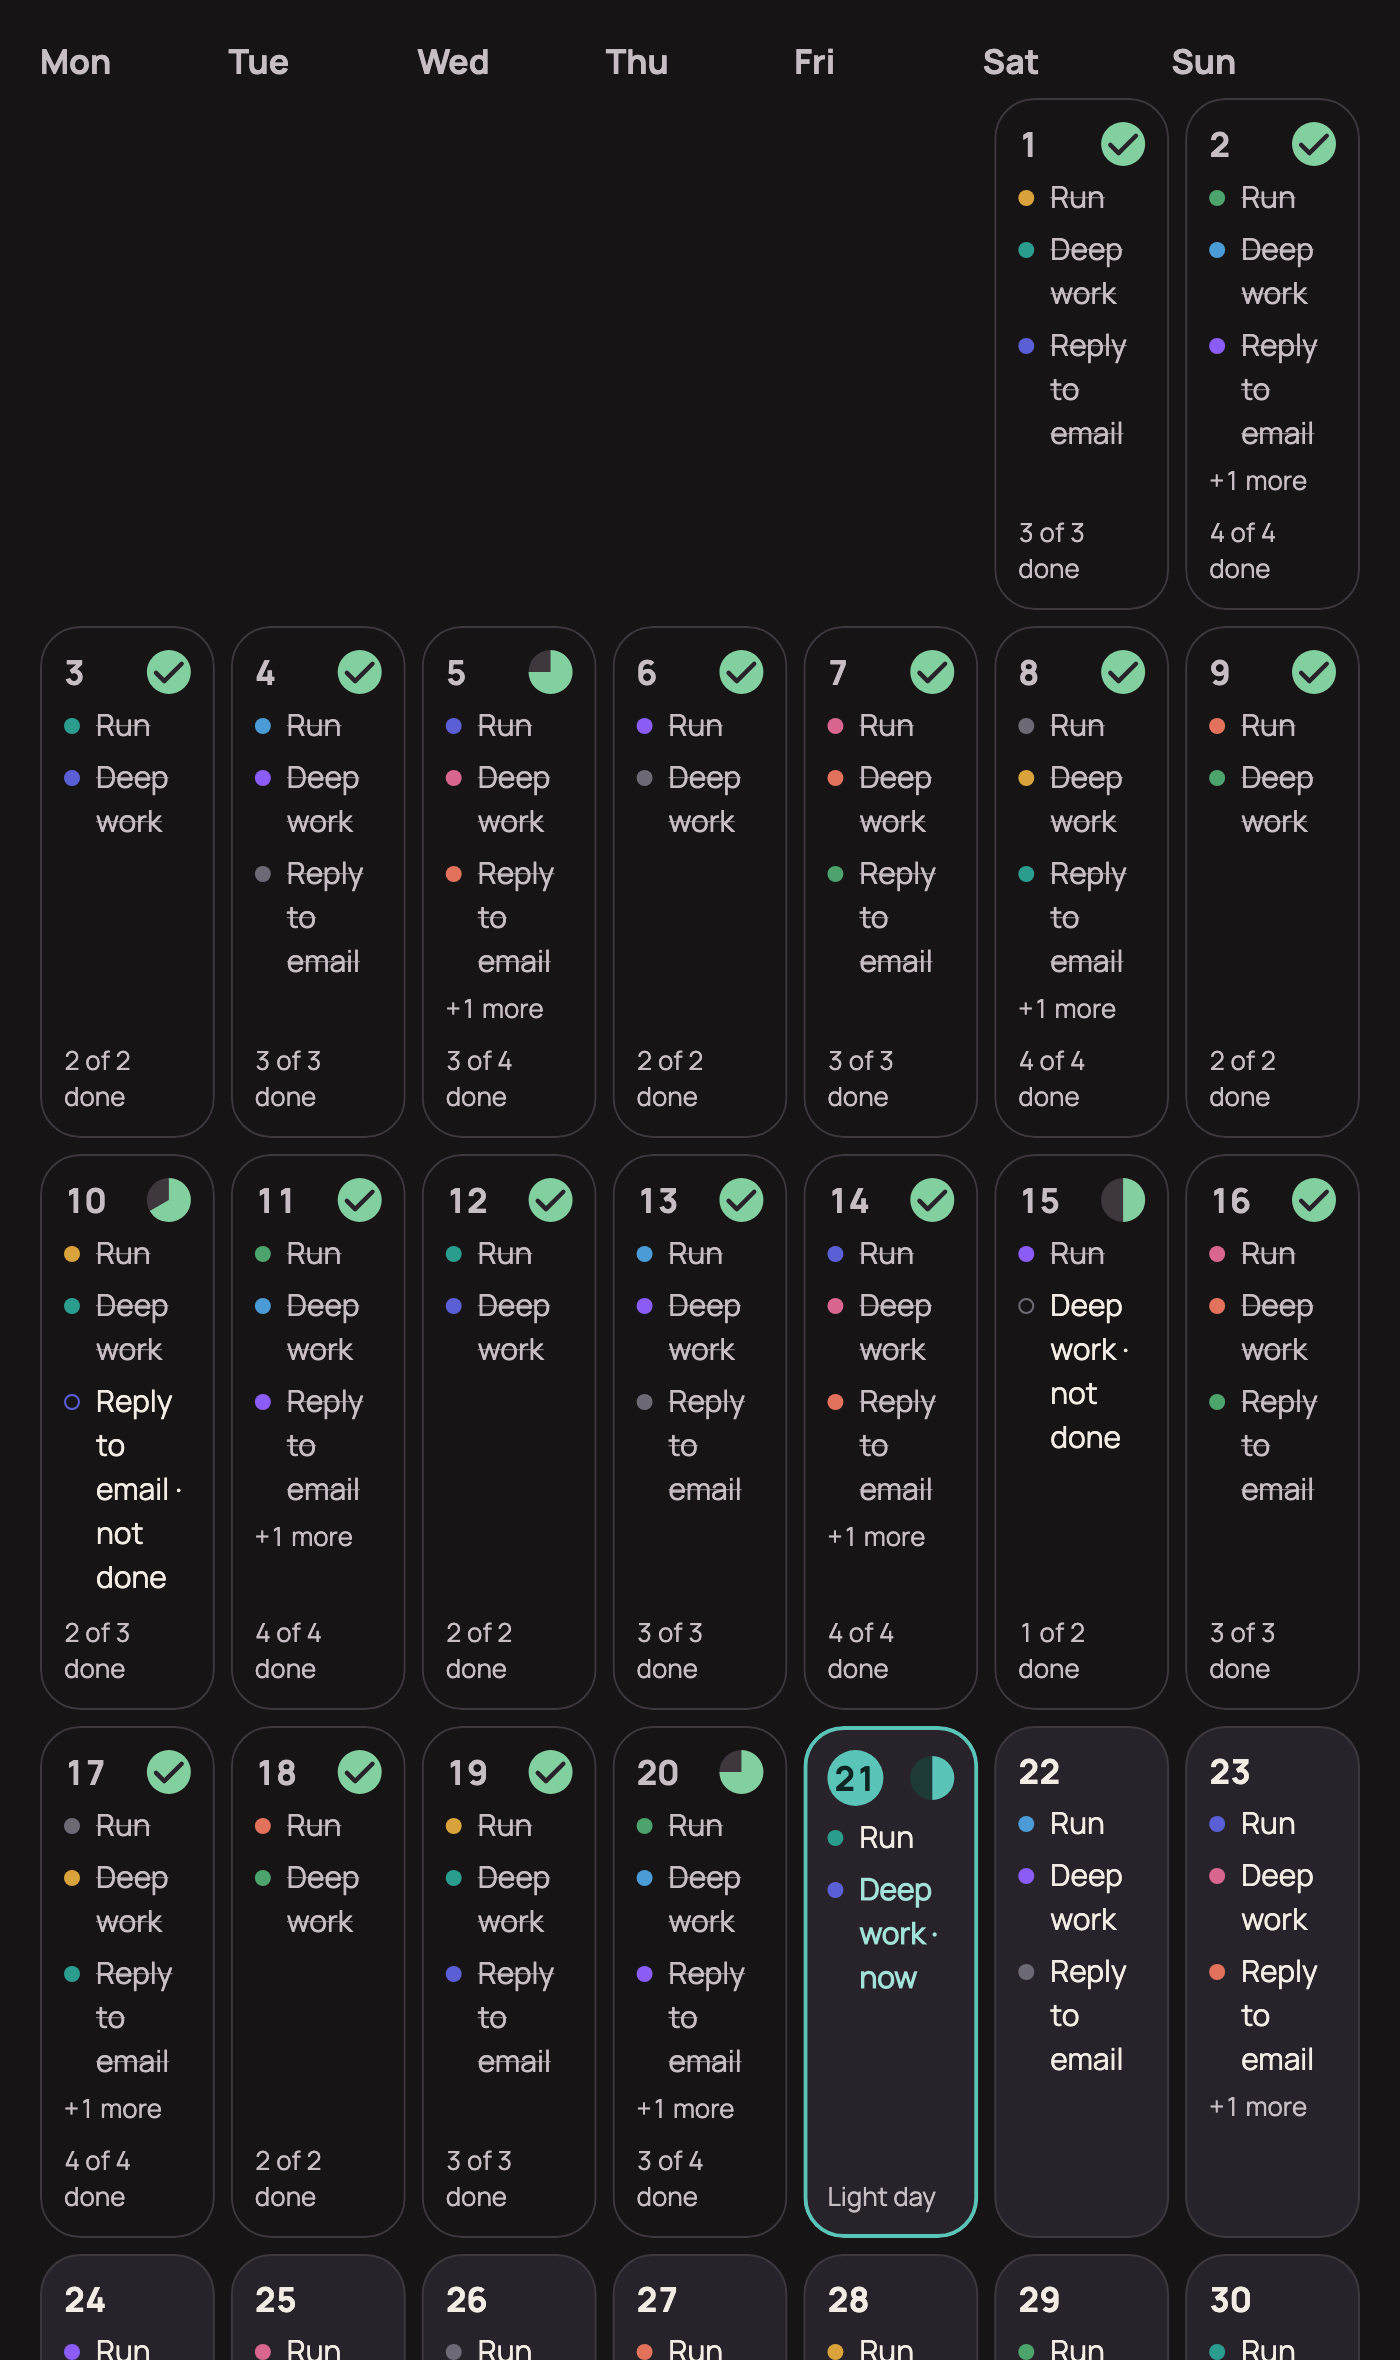 Mon Tue Wed Thu Fri Sat Sun
1
Run
Deep
work
Reply
to
email
3 of 3
done
2
Run
Deep
work
Reply
to
email
+1 more
4 of 4
done
3
Run
Deep
work
2 of 2
done
4
Run
Deep
work
Reply
to
email
3 of 3
done
5
Run
Deep
work
Reply
to
email
+1 more
3 of 4
done
6
Run
Deep
work
2 of 2
done
7
Run
Deep
work
Reply
to
email
3 of 3
done
8
Run
Deep
work
Reply
to
email
+1 more
4 of 4
done
9
Run
Deep
work
2 of 2
done
10
Run
Deep
work
Reply
to
email ·
not
done
2 of 3
done
11
Run
Deep
work
Reply
to
email
+1 more
4 of 4
done
12
Run
Deep
work
2 of 2
done
13
Run
Deep
work
Reply
to
email
3 of 3
done
14
Run
Deep
work
Reply
to
email
+1 more
4 of 4
done
15
Run
Deep
work ·
not
done
1 of 2
done
16
Run
Deep
work
Reply
to
email
3 of 3
done
17
Run
Deep
work
Reply
to
email
+1 more
4 of 4
done
18
Run
Deep
work
2 of 2
done
19
Run
Deep
work
Reply
to
email
3 of 3
done
20
Run
Deep
work
Reply
to
email
+1 more
3 of 4
done
21
Run
Deep
work ·
now
Light day
22
Run
Deep
work
Reply
to
email
23
Run
Deep
work
Reply
to
email
+1 more
24
Run
25
Run
26
Run
27
Run
28
Run
29
Run
30
Run